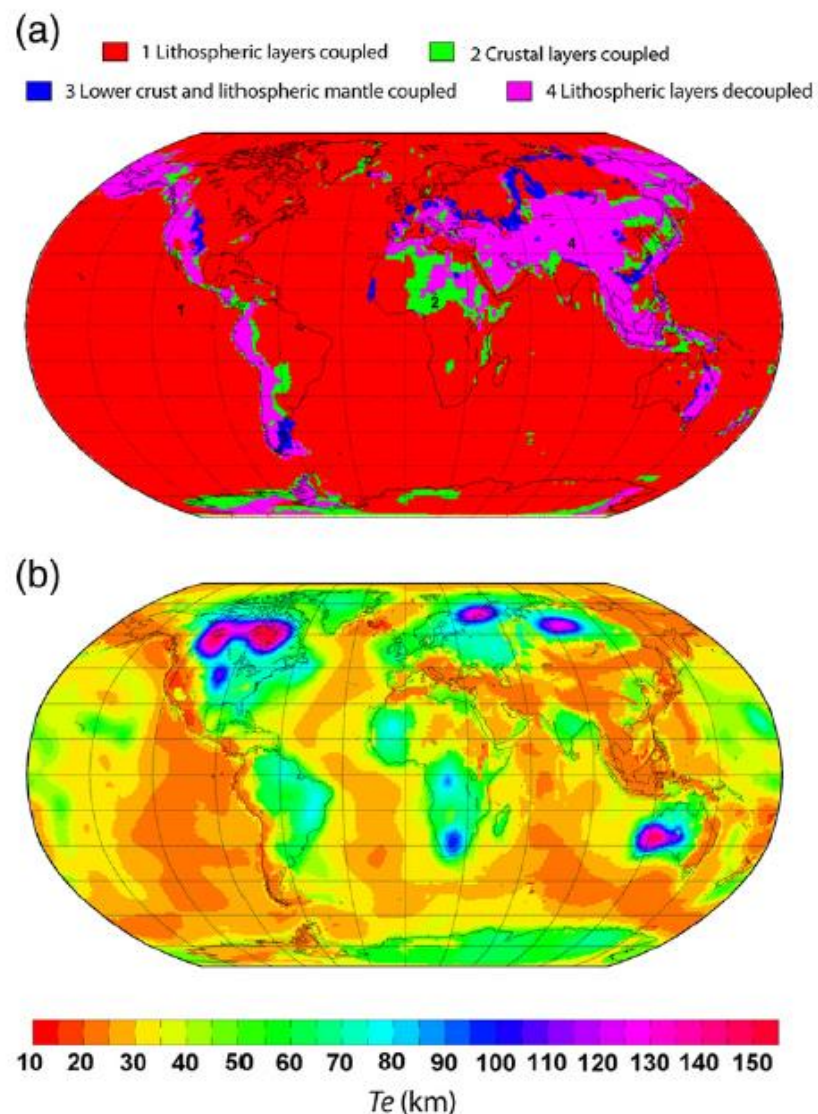 (a)
1 Lithospheric layers coupled 2 Crustal layers coupled
3 Lower crust and lithospheric mantle coupled 4 Lithospheric layers decoupled
4
1
2
(b)
10 20 30 40 50 60 70 80 90 100 110 120 130 140 150
Te (km)